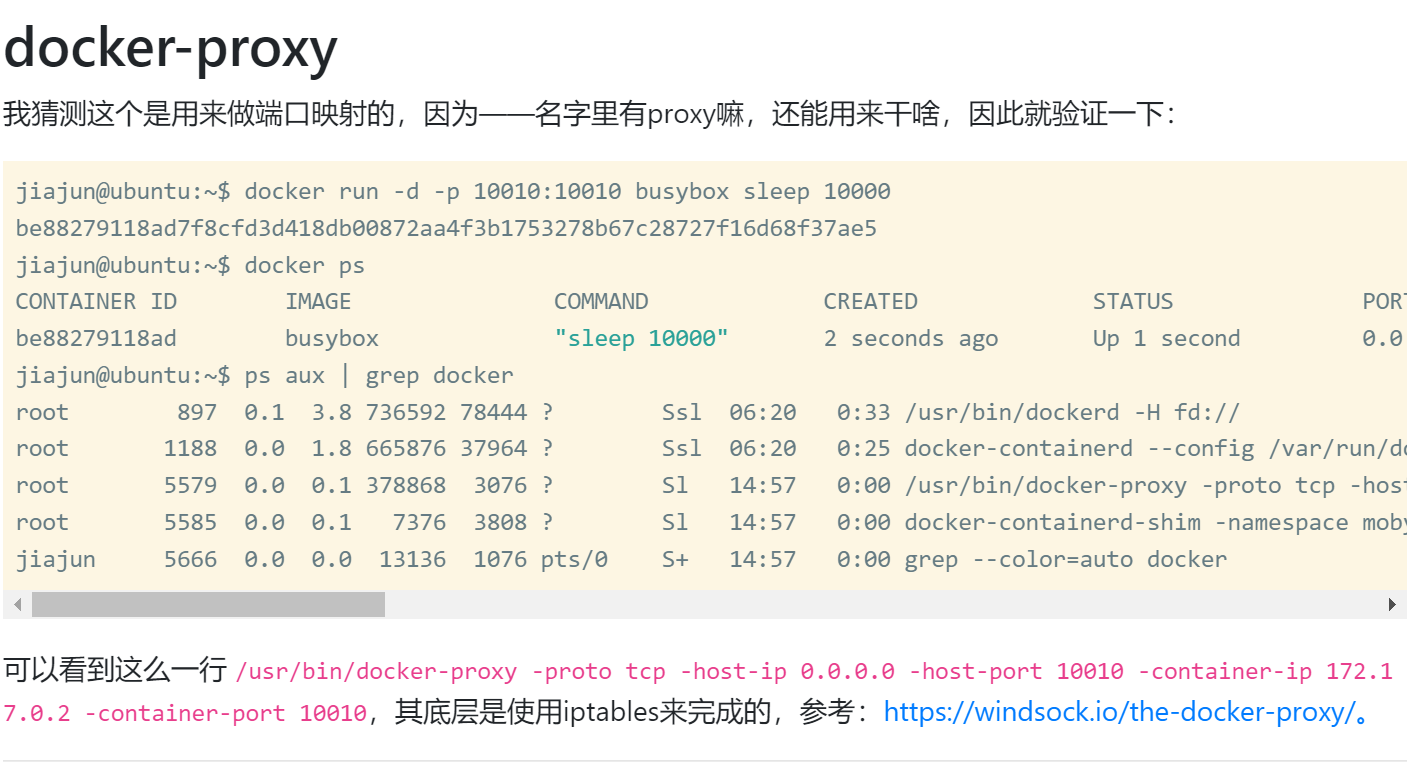 docker-proxy
我猜测这个是用来做端口映射的，因为——名字里有proxy嘛，还能用来干啥，因此就验证一下：
jiajun@ubuntu:~$ docker run -d -p 10010:10010 busybox sleep 10000
be88279118ad7f8cfd3d418db00872aa4f3b1753278b67c28727f16d68f37ae5
jiajun@ubuntu:~$ docker ps
CONTAINER ID        IMAGE               COMMAND             CREATED             STATUS              PORT
be88279118ad        busybox             "sleep 10000"       2 seconds ago       Up 1 second         0.0
jiajun@ubuntu:~$ ps aux | grep docker
root        897  0.1  3.8 736592 78444 ?        Ssl  06:20   0:33 /usr/bin/dockerd -H fd://
root       1188  0.0  1.8 665876 37964 ?        Ssl  06:20   0:25 docker-containerd --config /var/run/do
root       5579  0.0  0.1 378868  3076 ?        Sl   14:57   0:00 /usr/bin/docker-proxy -proto tcp -host
root       5585  0.0  0.1   7376  3808 ?        Sl   14:57   0:00 docker-containerd-shim -namespace moby
jiajun     5666  0.0  0.0  13136  1076 pts/0    S+   14:57   0:00 grep --color=auto docker
可以看到这么一行 /usr/bin/docker-proxy -proto tcp -host-ip 0.0.0.0 -host-port 10010 -container-ip 172.1
7.0.2 -container-port 10010，其底层是使用iptables来完成的，参考：https://windsock.io/the-docker-proxy/。